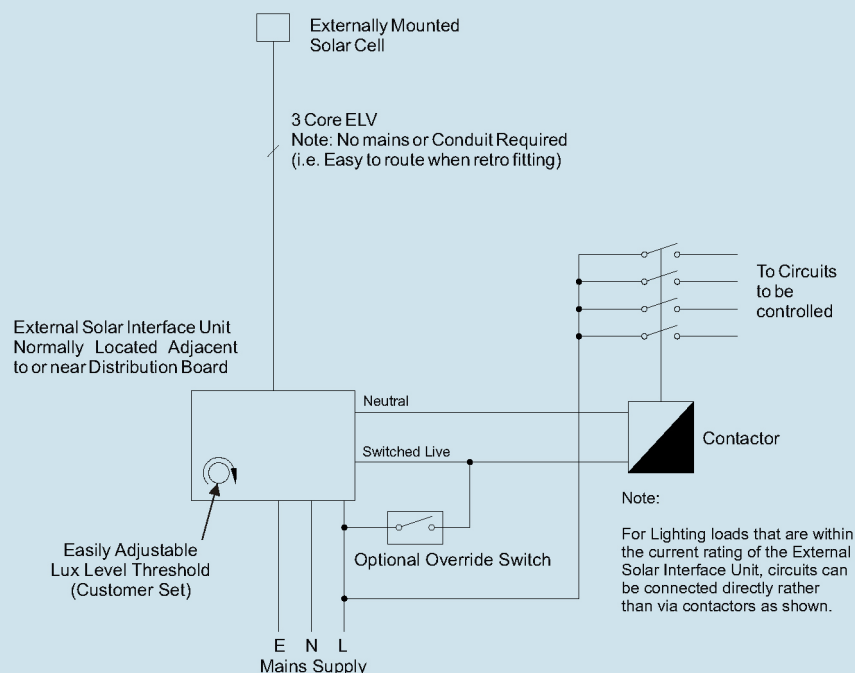 Externally Mounted
Solar Cell
3 Core ELV
Note: No mains or Conduit Required
(i.e. Easy to route when retro fitting)
To Circuits
to be
controlled
External Solar Interface Unit
Normally Located Adjacent
to or near Distribution Board
Neutral
Switched Live
Contactor
Note:
For Lighting loads that are within
the current rating of the External
Solar Interface Unit, circuits can
be connected directly rather
than via contactors as shown.
Optional Override Switch
Easily Adjustable
Lux Level Threshold
(Customer Set)
E N L
Mains Supply